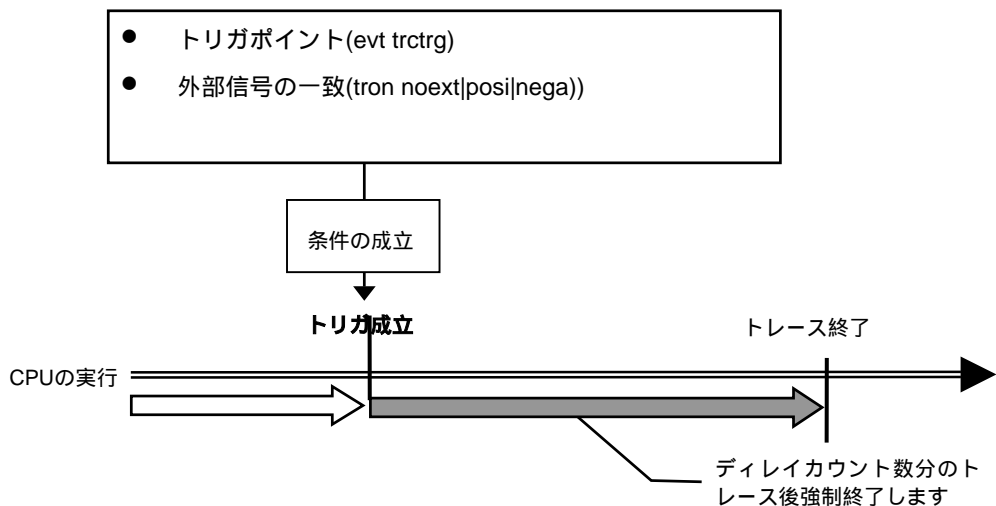 ● トリガポイント(evt trctrg)
● 外部信号の一致(tron noext|posi|nega))
条件の成立
トリガ成立
トレース終了
CPUの実行
ディレイカウント数分のト
レース後強制終了します